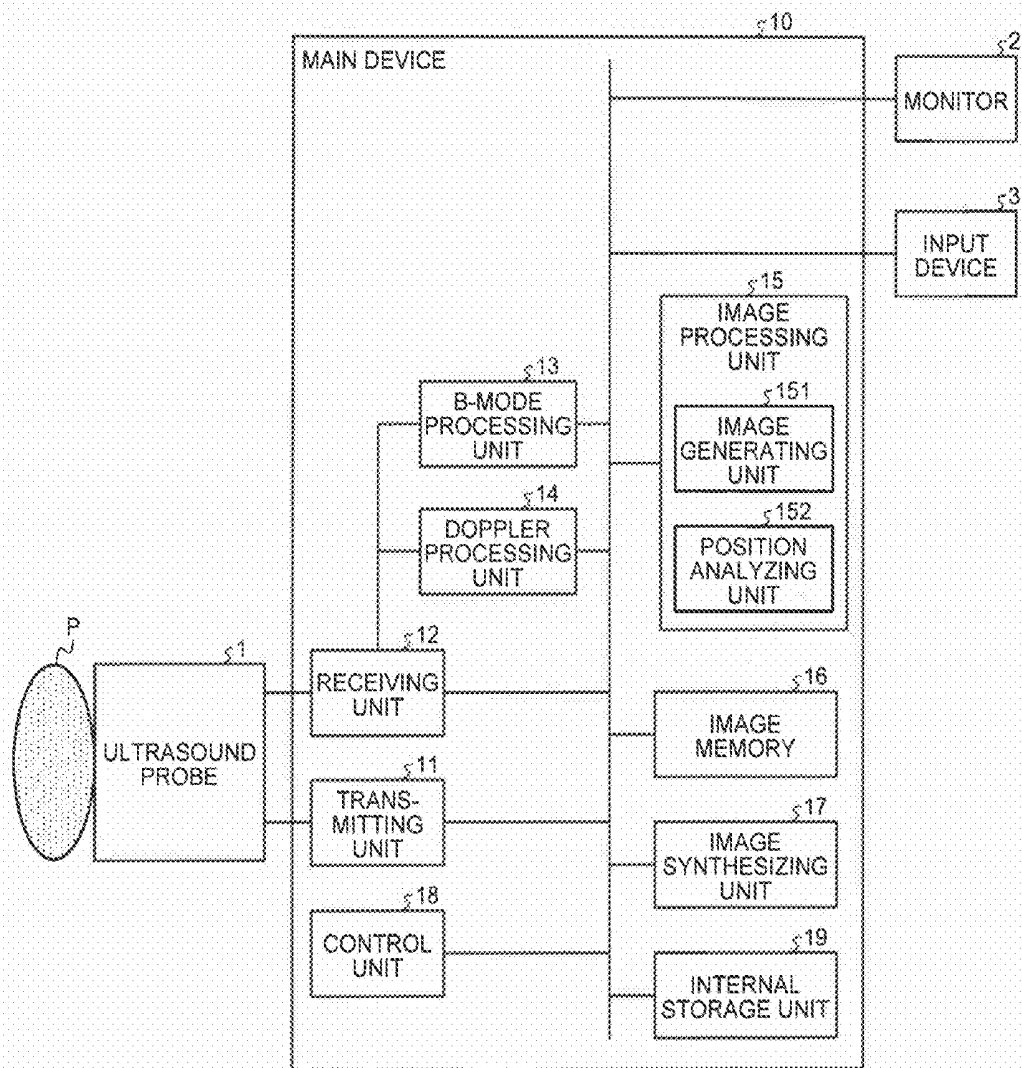 10
MAIN DEVICE
2
MONITOR
3
INPUT
DEVICE
15
IMAGE
PROCESSING
UNIT
151
IMAGE
GENERATING
UNIT
152
POSITION
ANALYZING
UNIT
13
B-MODE
PROCESSING
UNIT
14
DOPPLER
PROCESSING
UNIT
P
1
ULTRASOUND
PROBE
12
RECEIVING
UNIT
11
TRANS-
MITTING
UNIT
18
CONTROL
UNIT
16
IMAGE
MEMORY
17
IMAGE
SYNTHESIZING
UNIT
19
INTERNAL
STORAGE UNIT